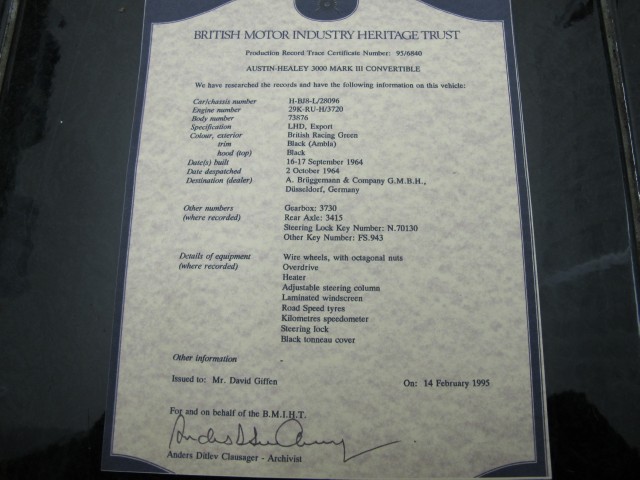 BRITISH MOTOR INDUSTRY HERITAGE TRUST
Production Record Trace Certificate Number: 95/6840
AUSTIN-HEALEY 3000 MARK III CONVERTIBLE
We have researched the records and have the following information on this vehicle:
Car/chassis number H-BJ8-L/28096
Engine number 29K-RU-H/3720
Body number 73876
Specification LHD, Export
Colour, exterior British Racing Green
trim Black (Ambla)
hood (top) Black
Date(s) built 16-17 September 1964
Date despatched 2 October 1964
Destination (dealer) A. Brüggemann & Company G.M.B.H.,
Düsseldorf, Germany
Other numbers Gearbox: 3730
(where recorded) Rear Axle: 3415
Steering Lock Key Number: N.70130
Other Key Number: FS.943
Details of equipment Wire wheels, with octagonal nuts
(where recorded) Overdrive
Heater
Adjustable steering column
Laminated windscreen
Road Speed tyres
Kilometres speedometer
Steering lock
Black tonneau cover
Other information -
Issued to: Mr. David Giffen On: 14 February 1995
For and on behalf of the B.M.I.H.T.
Anders Ditlev Clausager
Anders Ditlev Clausager - Archivist